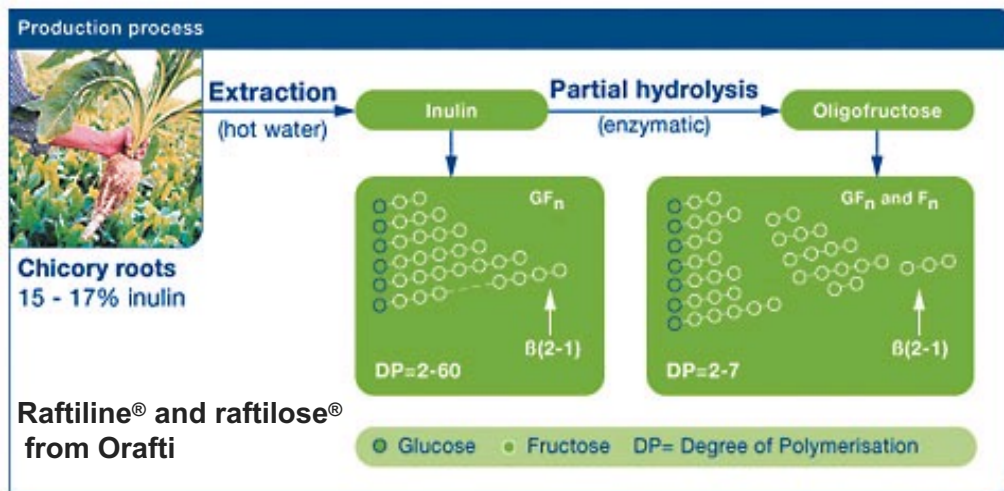 Production process
Extraction
(hot water)
Inulin
Partial hydrolysis
(enzymatic)
Oligofructose
Chicory roots
15 - 17% inulin
GFn
β(2-1)
DP=2-60
GFn and Fn
β(2-1)
DP=2-7
Raftiline® and raftilose®
from Orafti
Glucose Fructose DP= Degree of Polymerisation